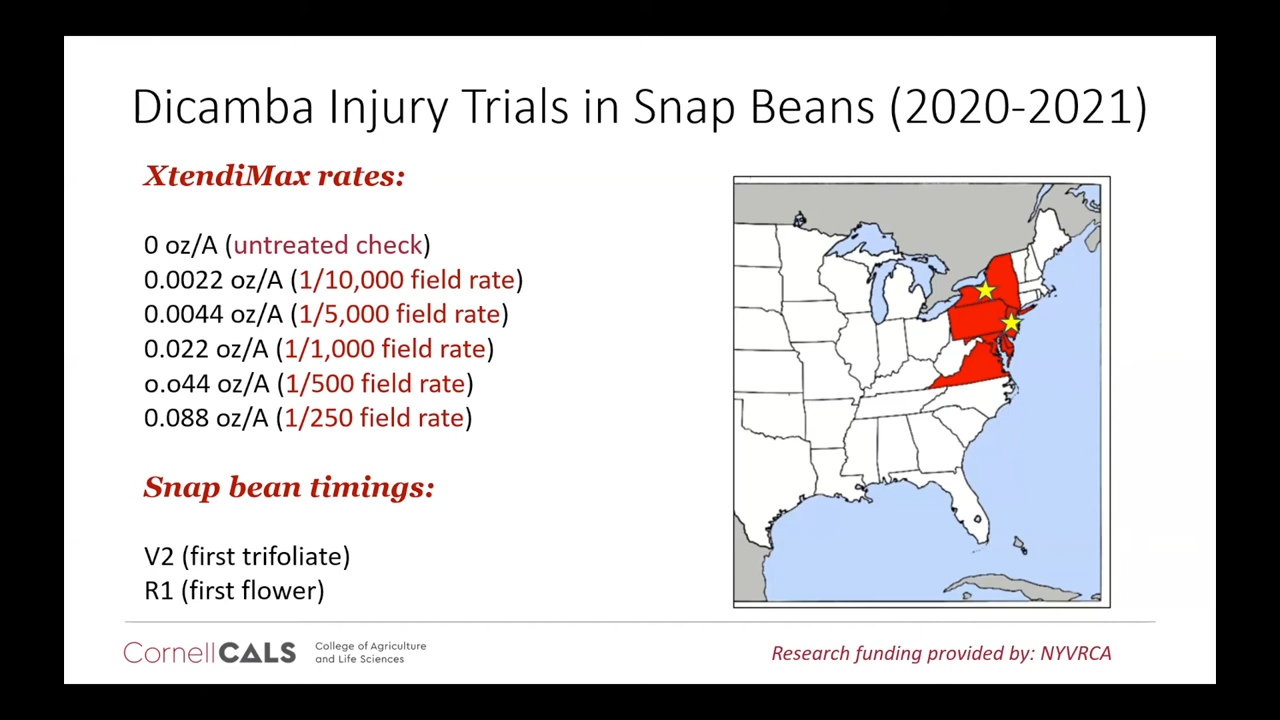 Dicamba Injury Trials in Snap Beans (2020-2021)
XtendiMax rates:
0 oz/A (untreated check)
0.0022 oz/A (1/10,000 field rate)
0.0044 oz/A (1/5,000 field rate)
0.022 oz/A (1/1,000 field rate)
o.o44 oz/A (1/500 field rate)
0.088 oz/A (1/250 field rate)
Snap bean timings:
V2 (first trifoliate)
R1 (first flower)
CornellCALS
College of Agriculture
and Life Sciences
Research funding provided by: NYVRCA